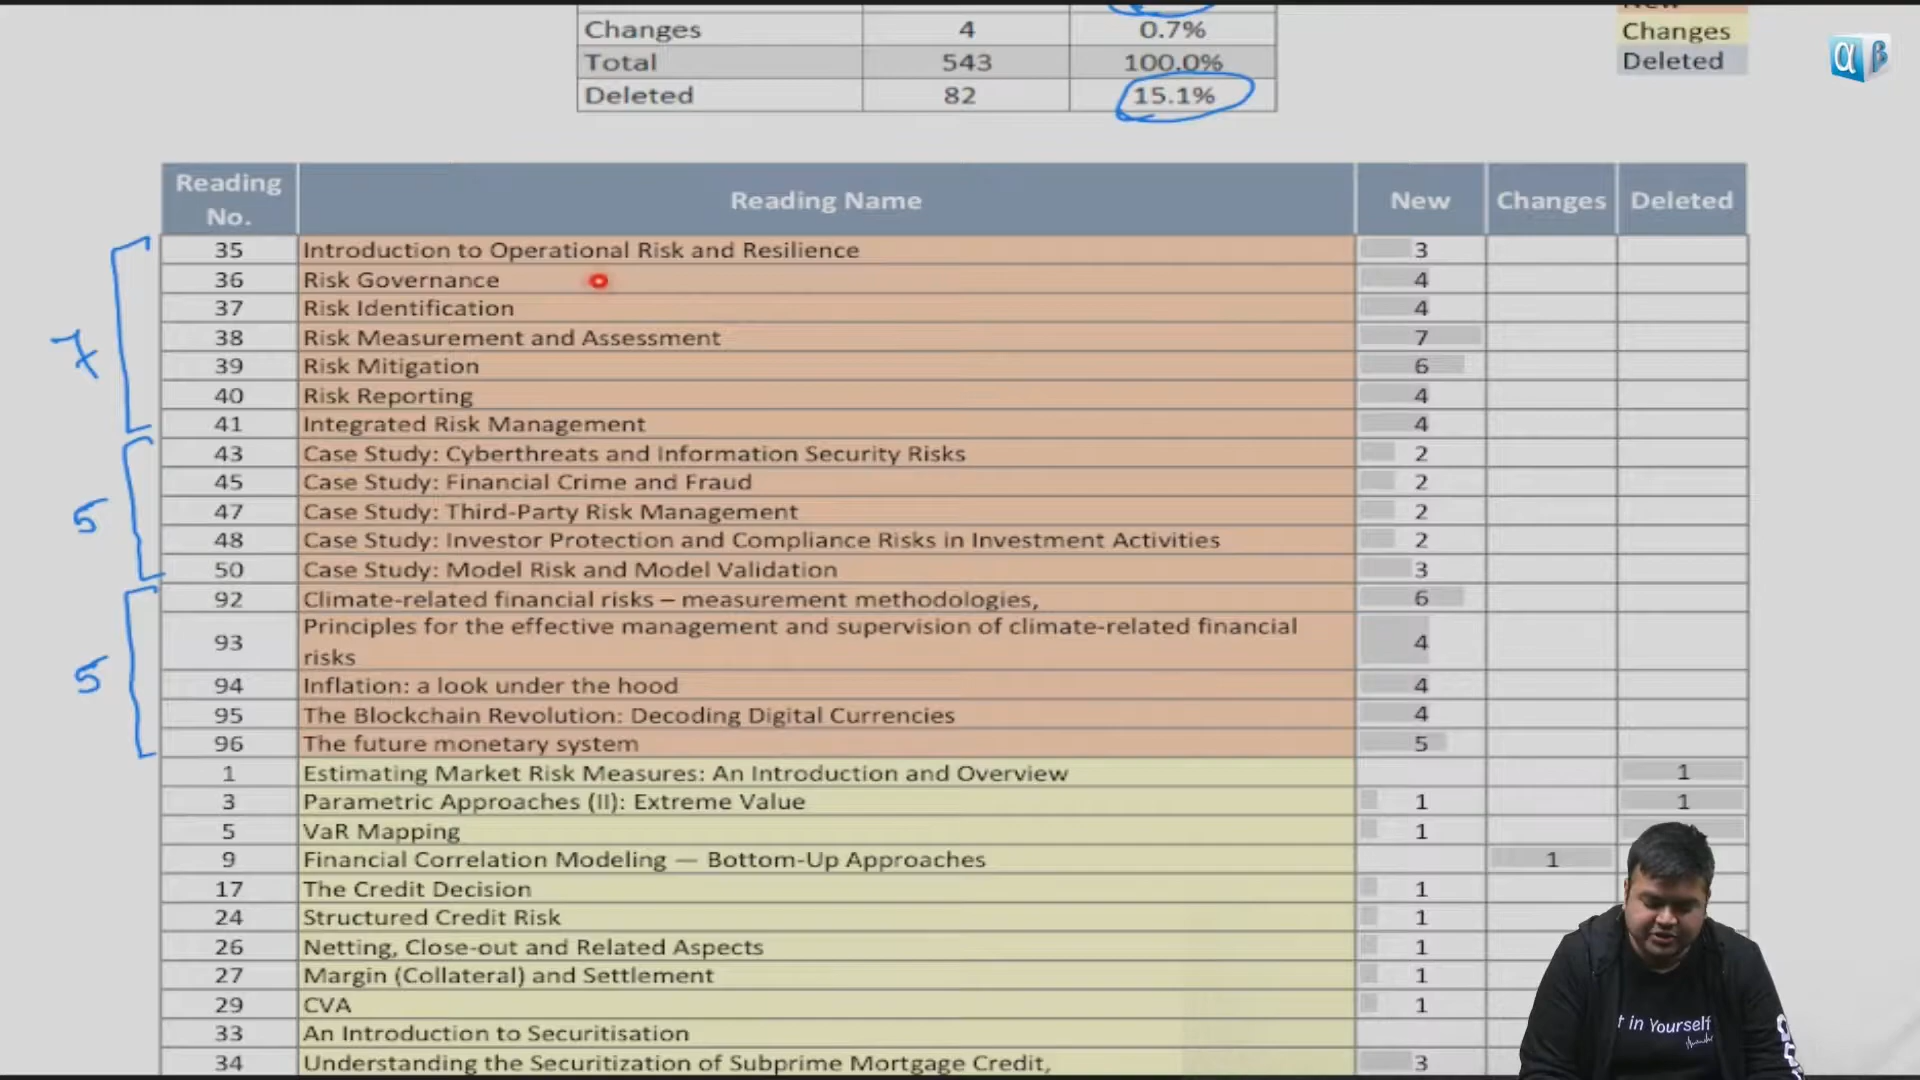 New
Changes 4 0.7%
Changes
Total 543 100.0%
Deleted
Deleted 82 15.1%
α β
Reading No. Reading Name New Changes Deleted
35 Introduction to Operational Risk and Resilience 3
36 Risk Governance 4
37 Risk Identification 4
38 Risk Measurement and Assessment 7
7
39 Risk Mitigation 6
40 Risk Reporting 4
41 Integrated Risk Management 4
43 Case Study: Cyberthreats and Information Security Risks 2
45 Case Study: Financial Crime and Fraud 2
5
47 Case Study: Third-Party Risk Management 2
48 Case Study: Investor Protection and Compliance Risks in Investment Activities 2
50 Case Study: Model Risk and Model Validation 3
92 Climate-related financial risks – measurement methodologies, 6
93 Principles for the effective management and supervision of climate-related financial risks 4
5
94 Inflation: a look under the hood 4
95 The Blockchain Revolution: Decoding Digital Currencies 4
96 The future monetary system 5
1 Estimating Market Risk Measures: An Introduction and Overview 1
3 Parametric Approaches (II): Extreme Value 1 1
5 VaR Mapping 1
9 Financial Correlation Modeling — Bottom-Up Approaches 1
17 The Credit Decision 1
24 Structured Credit Risk 1
26 Netting, Close-out and Related Aspects 1
27 Margin (Collateral) and Settlement 1
29 CVA 1
33 An Introduction to Securitisation
34 Understanding the Securitization of Subprime Mortgage Credit, 3
t in Yourself